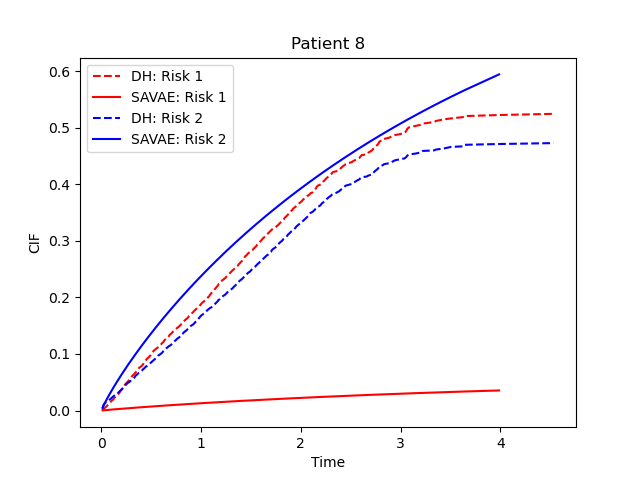 Patient 8
DH: Risk 1
SAVAE: Risk 1
DH: Risk 2
SAVAE: Risk 2
CIF
0.6
0.5
0.4
0.3
0.2
0.1
0.0
0 1 2 3 4
Time